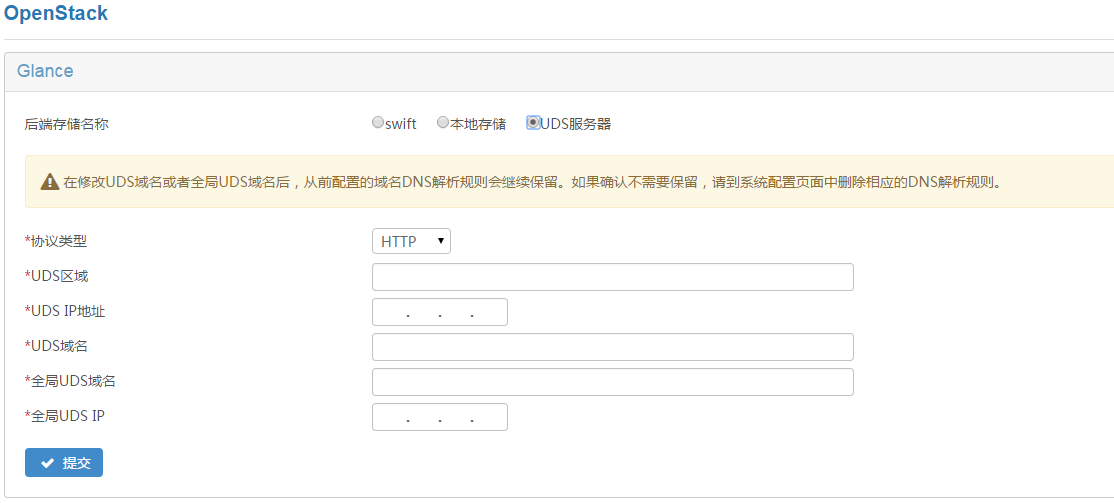 OpenStack
Glance
后端存储名称 swift 本地存储 UDS服务器
在修改UDS域名或者全局UDS域名后，从前配置的域名DNS解析规则会继续保留。如果确认不需要保留，请到系统配置页面中删除相应的DNS解析规则。
*协议类型 HTTP
*UDS区域
*UDS IP地址 . . .
*UDS域名
*全局UDS域名
*全局UDS IP . . .
提交